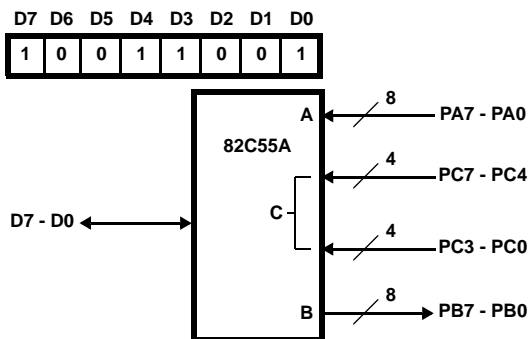 D7 D6 D5 D4 D3 D2 D1 D0
1 0 0 1 1 0 0 1
A 8 PA7 - PA0
82C55A
4 PC7 - PC4
C
D7 - D0
4 PC3 - PC0
B 8 PB7 - PB0